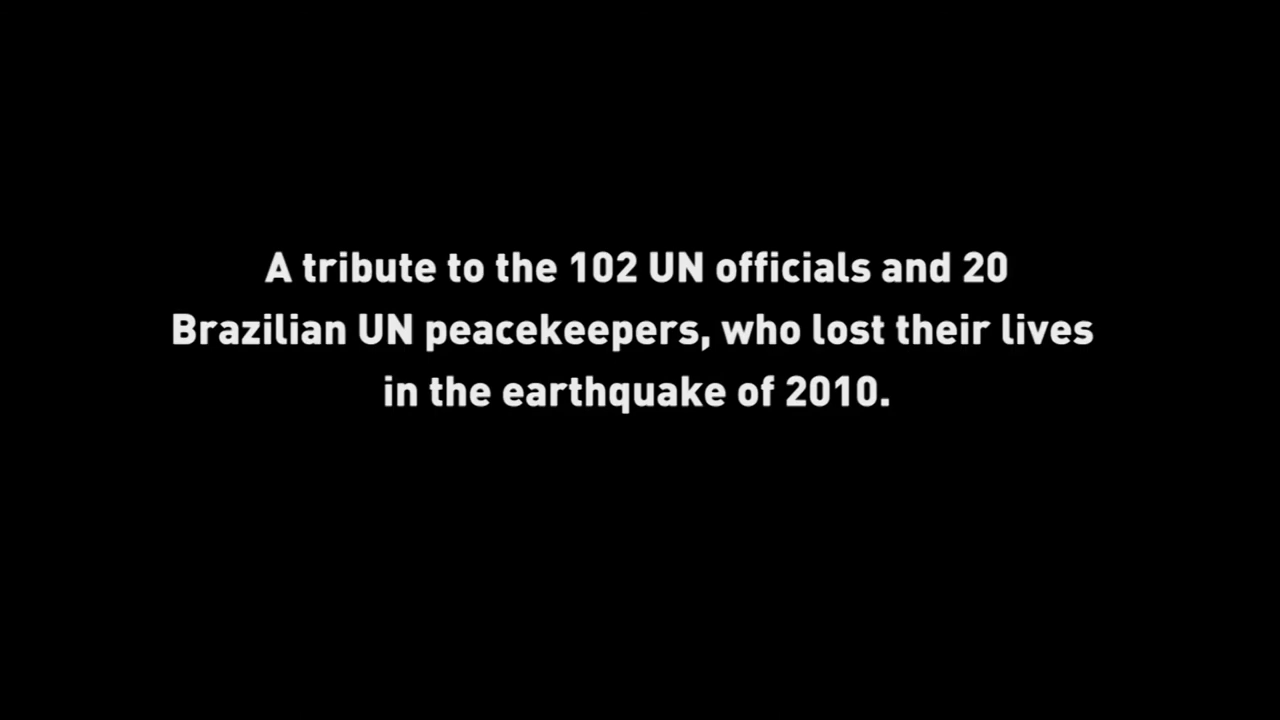 A tribute to the 102 UN officials and 20
Brazilian UN peacekeepers, who lost their lives
in the earthquake of 2010.